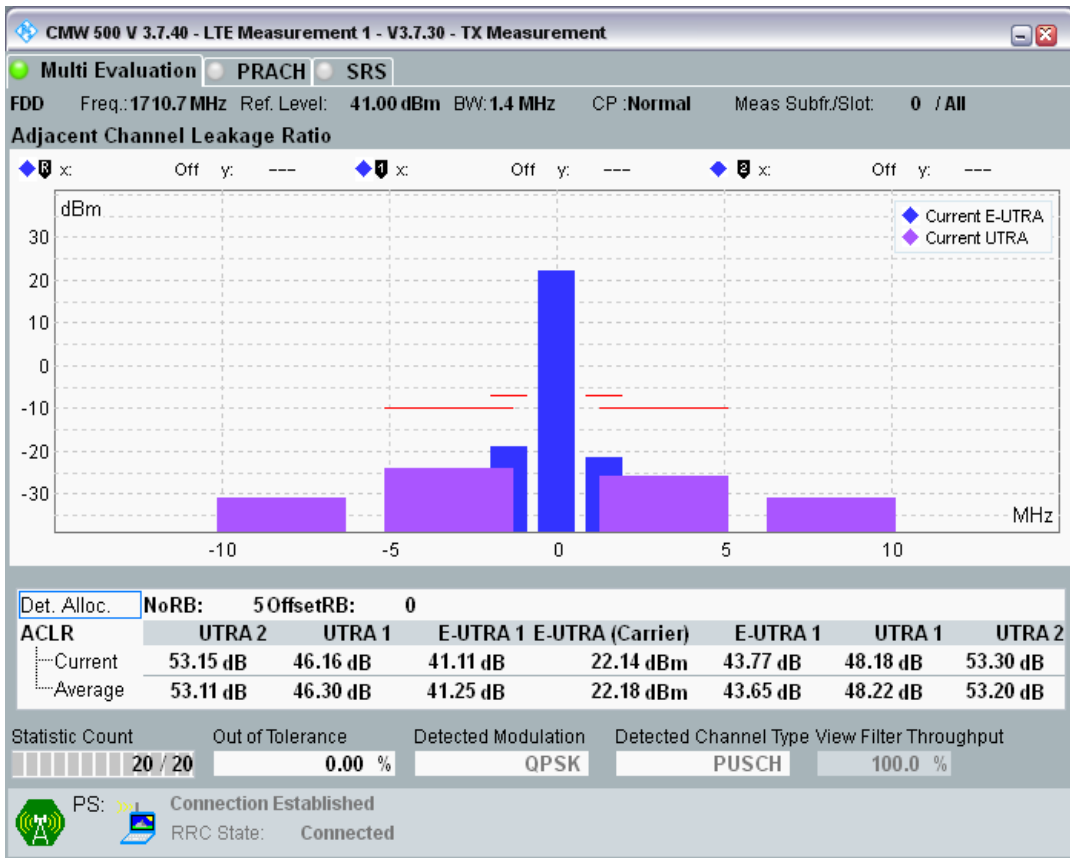 CMW 500 V 3.7.40 - LTE Measurement 1 - V3.7.30 - TX Measurement
Multi Evaluation PRACH SRS
FDD Freq.: 1710.7 MHz Ref. Level: 41.00 dBm BW: 1.4 MHz CP : Normal Meas Subfr./Slot: 0 / All
Adjacent Channel Leakage Ratio
R x: Off y: --- 1 x: Off y: --- 2 x: Off y: ---
dBm
Current E-UTRA
Current UTRA
30
20
10
0
-10
-20
-30
MHz
-10 -5 0 5 10
Det. Alloc. NoRB: 5 OffsetRB: 0
ACLR UTRA 2 UTRA 1 E-UTRA 1 E-UTRA (Carrier) E-UTRA 1 UTRA 1 UTRA 2
Current 53.15 dB 46.16 dB 41.11 dB 22.14 dBm 43.77 dB 48.18 dB 53.30 dB
Average 53.11 dB 46.30 dB 41.25 dB 22.18 dBm 43.65 dB 48.22 dB 53.20 dB
Statistic Count Out of Tolerance Detected Modulation Detected Channel Type View Filter Throughput
20 / 20 0.00 % QPSK PUSCH 100.0 %
PS: Connection Established
RRC State: Connected